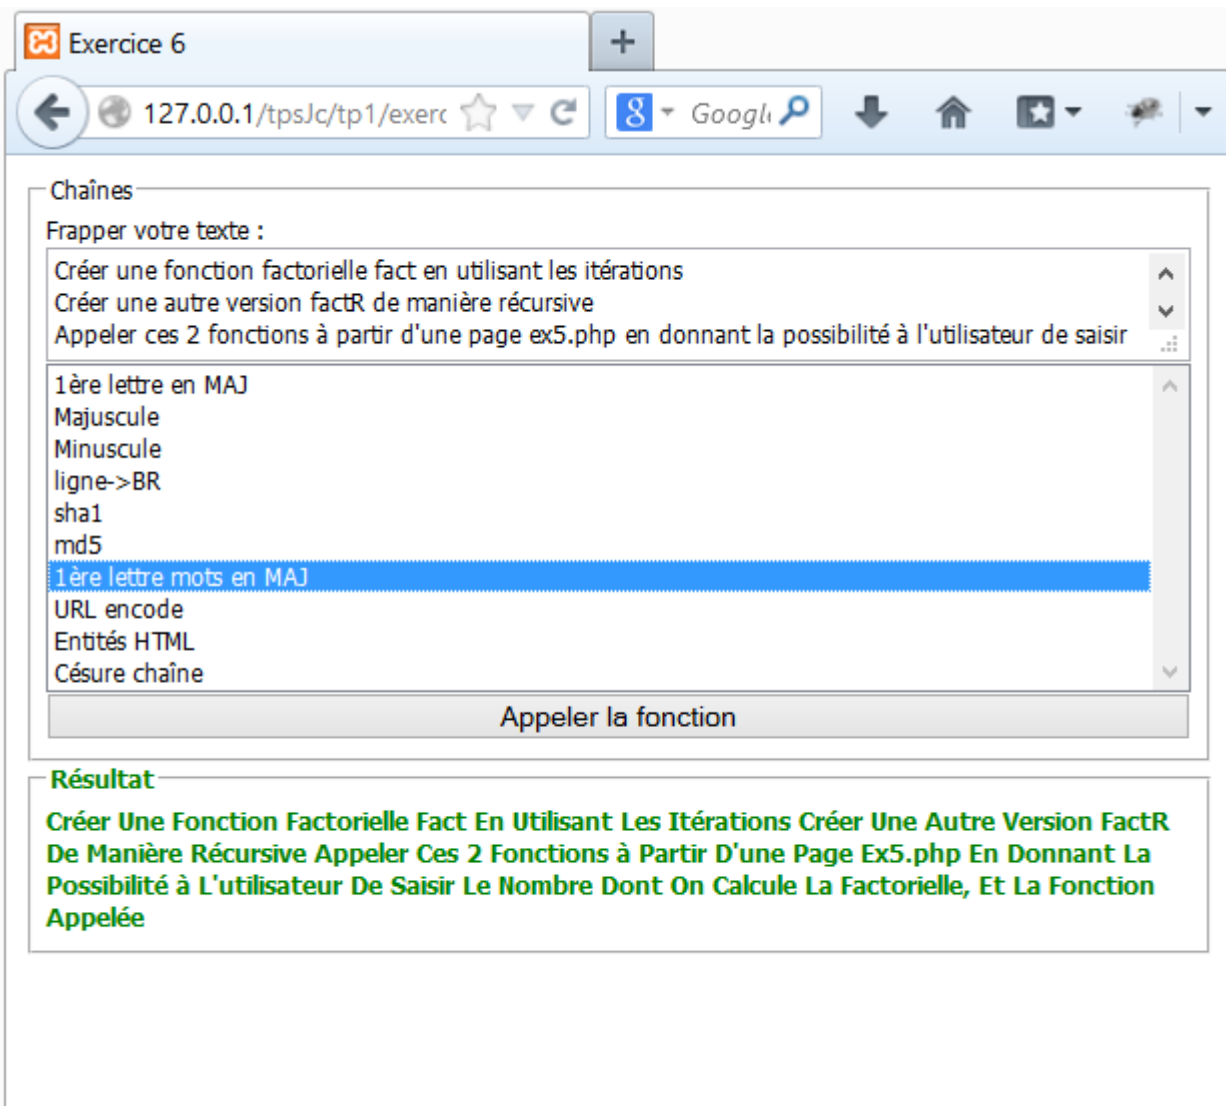 Exercice 6
127.0.0.1/tpsJc/tp1/exerc
Google
Chaînes
Frapper votre texte :
Créer une fonction factorielle fact en utilisant les itérations
Créer une autre version factR de manière récursive
Appeler ces 2 fonctions à partir d'une page ex5.php en donnant la possibilité à l'utilisateur de saisir
1ère lettre en MAJ
Majuscule
Minuscule
ligne->BR
sha1
md5
1ère lettre mots en MAJ
URL encode
Entités HTML
Césure chaîne
Appeler la fonction
Résultat
Créer Une Fonction Factorielle Fact En Utilisant Les Itérations Créer Une Autre Version FactR
De Manière Récursive Appeler Ces 2 Fonctions à Partir D'une Page Ex5.php En Donnant La
Possibilité à L'utilisateur De Saisir Le Nombre Dont On Calcule La Factorielle, Et La Fonction
Appelée